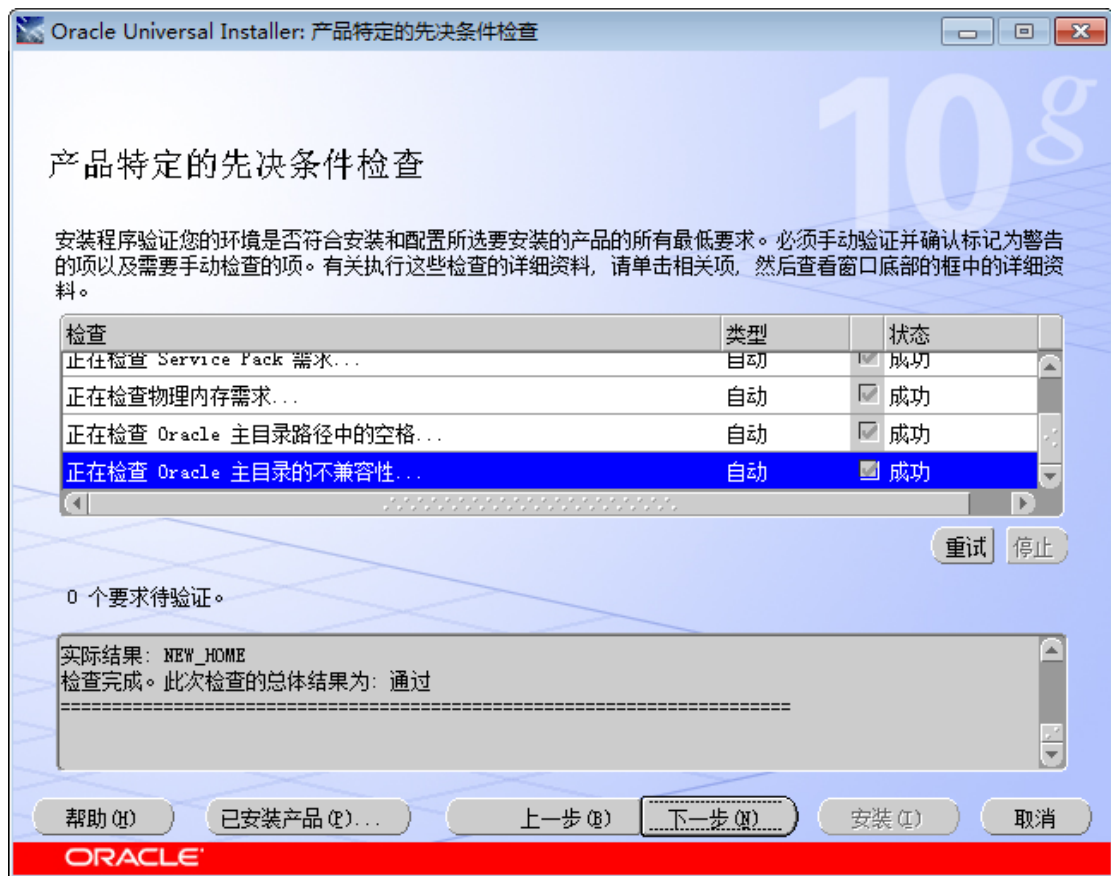 Oracle Universal Installer: 产品特定的先决条件检查
10g
产品特定的先决条件检查
安装程序验证您的环境是否符合安装和配置所选要安装的产品的所有最低要求。必须手动验证并确认标记为警告
的项以及需要手动检查的项。有关执行这些检查的详细资料, 请单击相关项, 然后查看窗口底部的框中的详细资
料。
检查 类型 状态
正在检查 Service Pack 需求... 自动 成功
正在检查物理内存需求... 自动 成功
正在检查 Oracle 主目录路径中的空格... 自动 成功
正在检查 Oracle 主目录的不兼容性... 自动 成功
重试 停止
0 个要求待验证。
实际结果: NEW_HOME
检查完成。此次检查的总体结果为: 通过
========================================================================
帮助(H) 已安装产品(P)... 上一步(B) 下一步(N) 安装(I) 取消
ORACLE